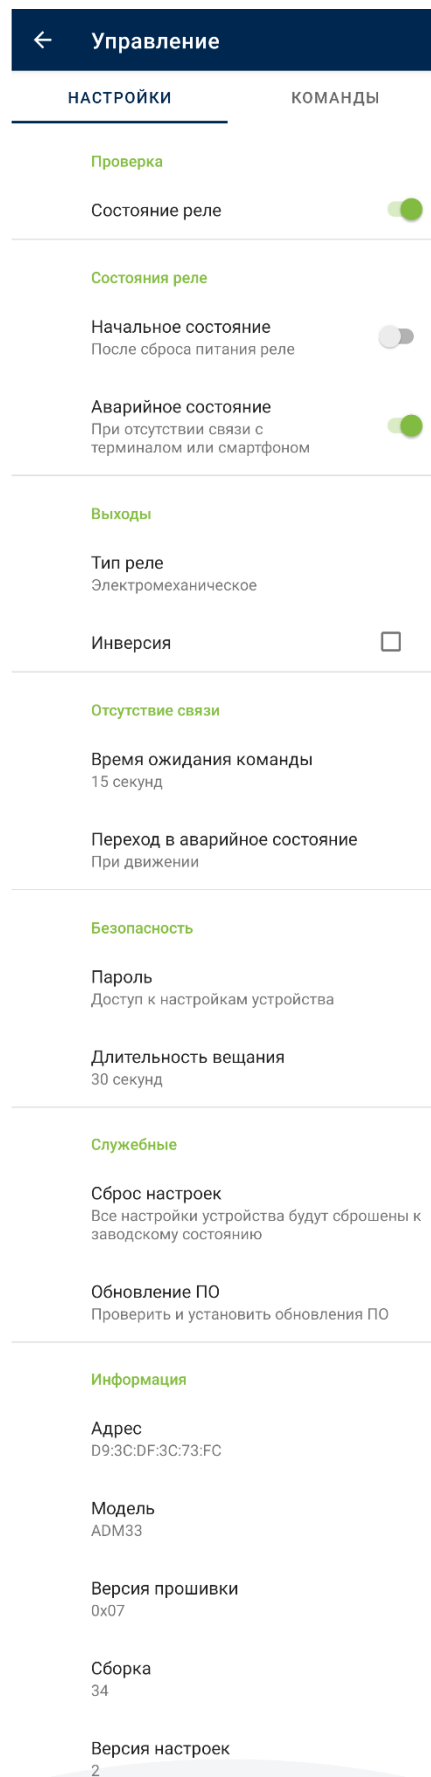 Управление
НАСТРОЙКИ КОМАНДЫ
Проверка
Состояние реле
Состояния реле
Начальное состояние
После сброса питания реле
Аварийное состояние
При отсутствии связи с
терминалом или смартфоном
Выходы
Тип реле
Электромеханическое
Инверсия
Отсутствие связи
Время ожидания команды
15 секунд
Переход в аварийное состояние
При движении
Безопасность
Пароль
Доступ к настройкам устройства
Длительность вещания
30 секунд
Служебные
Сброс настроек
Все настройки устройства будут сброшены к
заводскому состоянию
Обновление ПО
Проверить и установить обновления ПО
Информация
Адрес
D9:3C:DF:3C:73:FC
Модель
ADM33
Версия прошивки
0x07
Сборка
34
Версия настроек
2